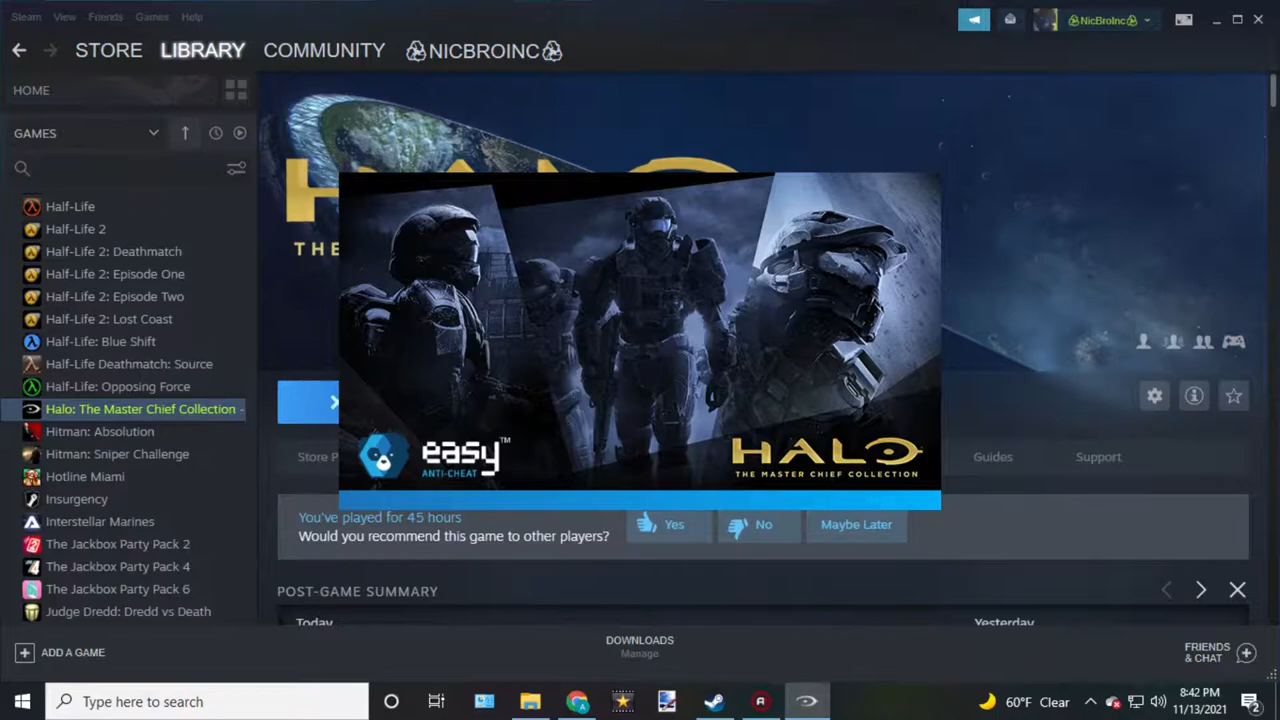 Steam View Friends Games Help
NicBroInc
STORE LIBRARY COMMUNITY NICBROINC
HOME
GAMES
Half-Life
Half-Life 2
Half-Life 2: Deathmatch
Half-Life 2: Episode One
Half-Life 2: Episode Two
Half-Life 2: Lost Coast
Half-Life: Blue Shift
Half-Life Deathmatch: Source
Half-Life: Opposing Force
Halo: The Master Chief Collection -
Hitman: Absolution
Hitman: Sniper Challenge
Hotline Miami
Insurgency
Interstellar Marines
The Jackbox Party Pack 2
The Jackbox Party Pack 4
The Jackbox Party Pack 6
Judge Dredd: Dredd vs Death
THE
easy™
ANTI-CHEAT
HALO
THE MASTER CHIEF COLLECTION
Store P
Guides
Support
You've played for 45 hours
Would you recommend this game to other players?
Yes
No
Maybe Later
POST-GAME SUMMARY
Today
Yesterday
ADD A GAME
DOWNLOADS
Manage
FRIENDS
& CHAT
Type here to search
60°F Clear
8:42 PM
11/13/2021
2